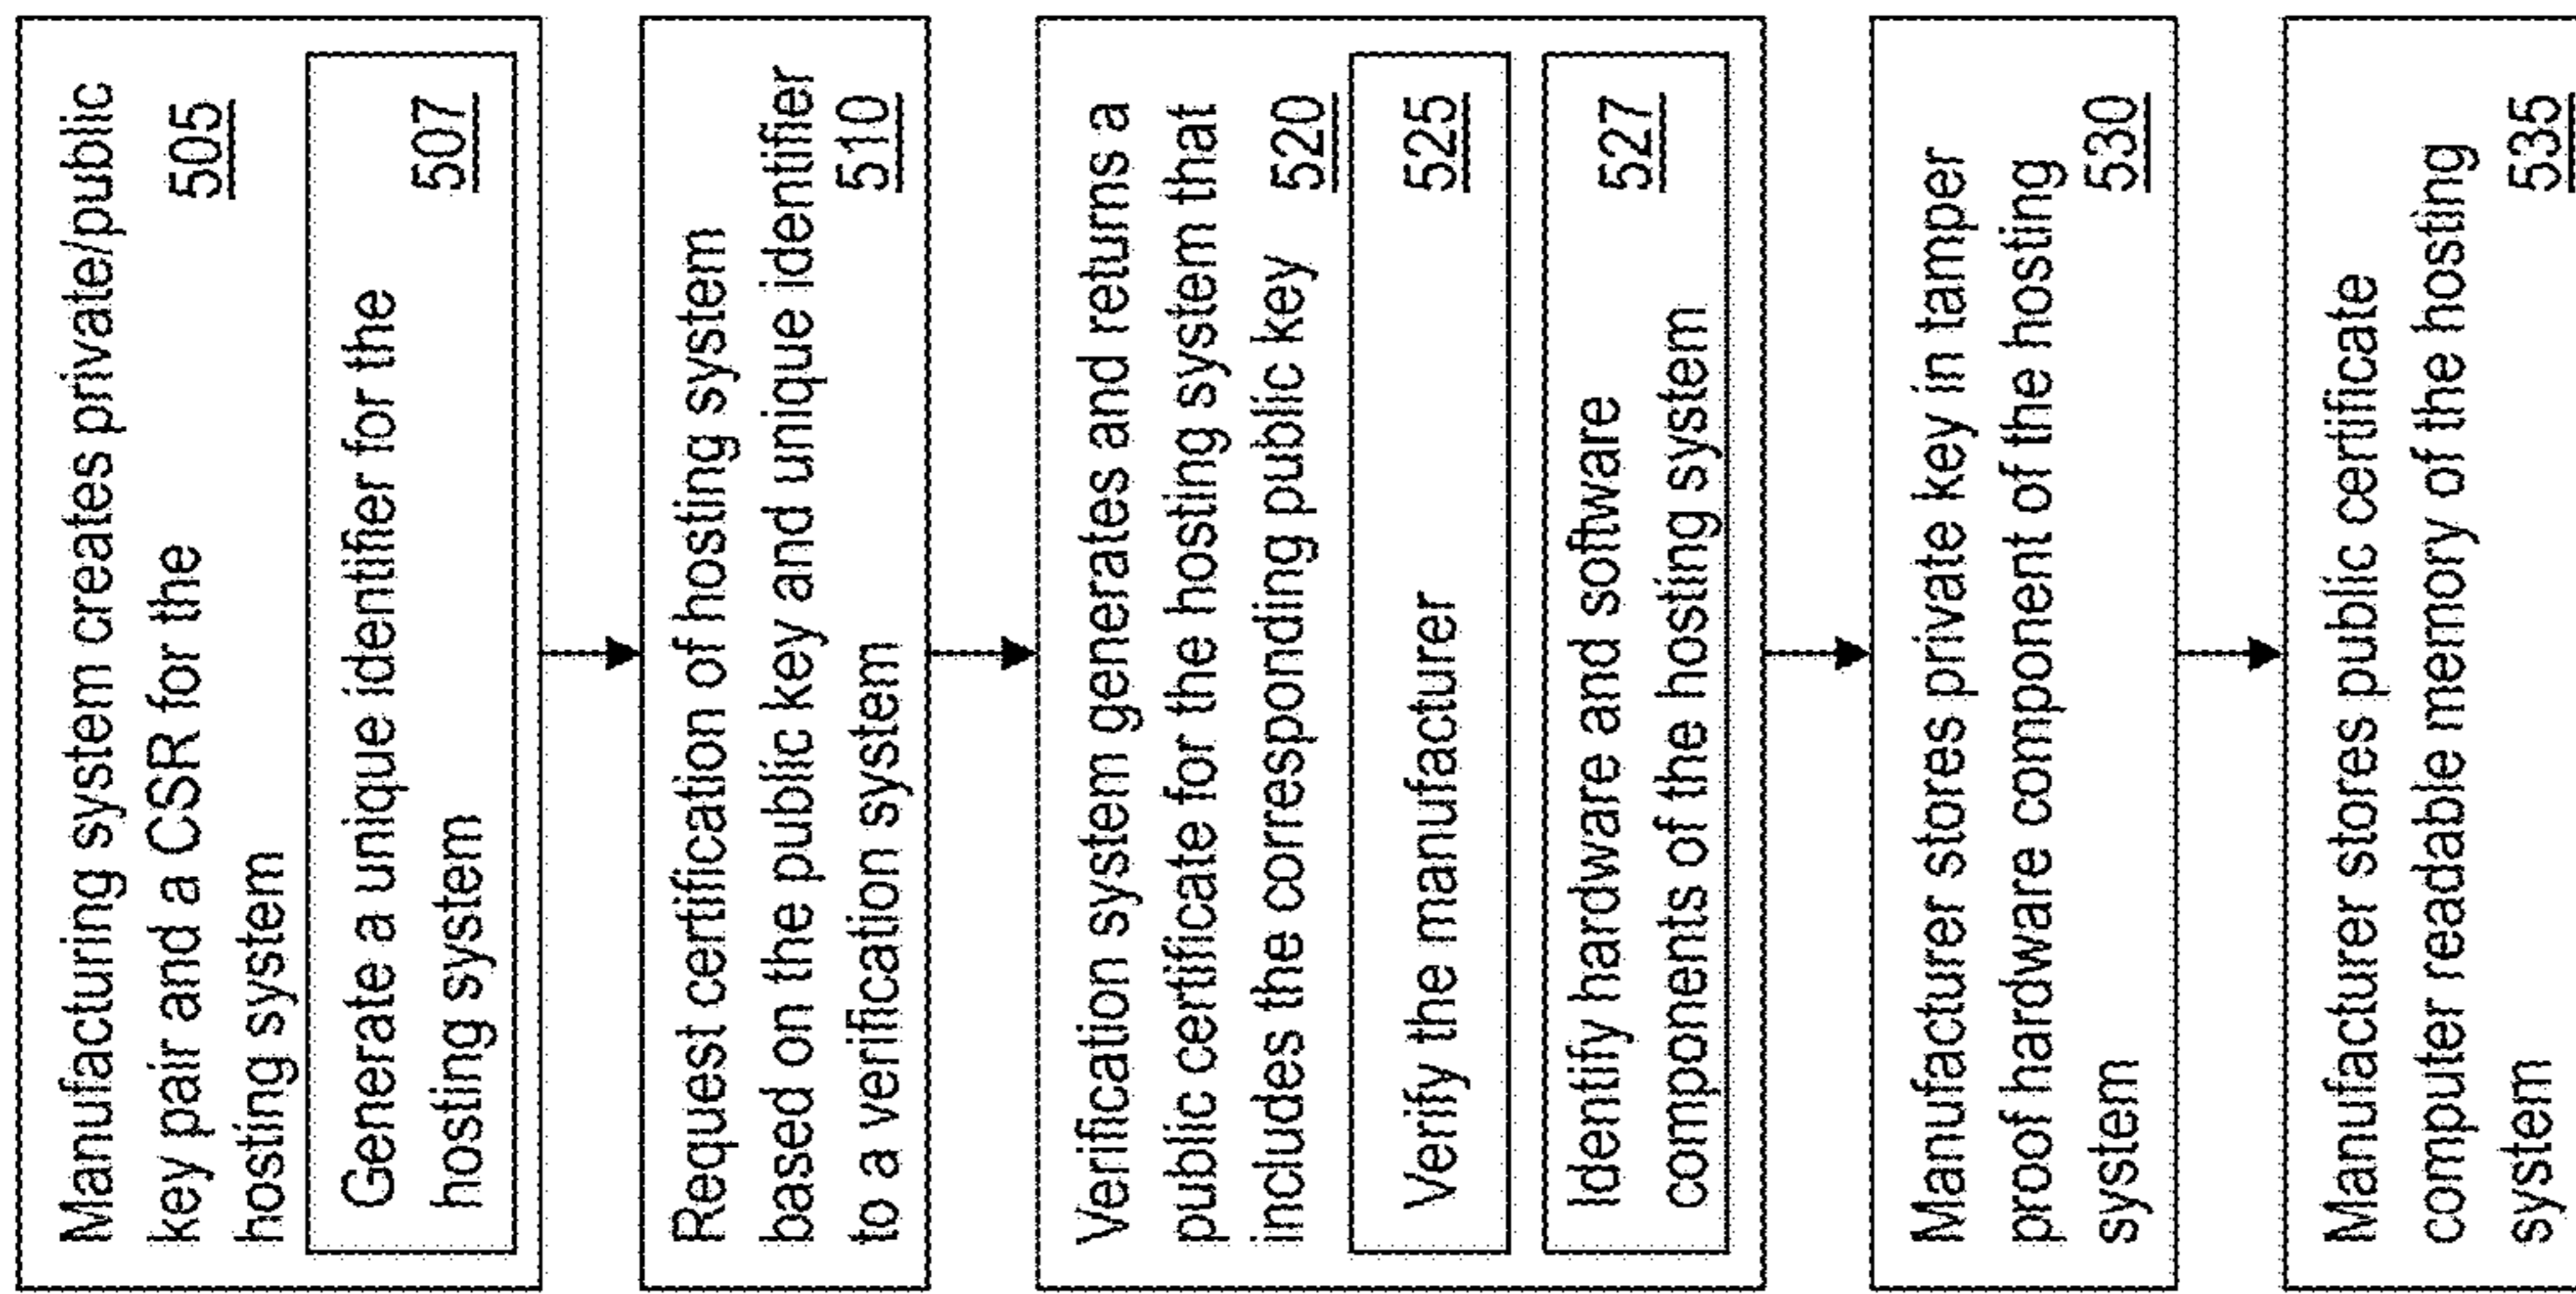 Manufacturing system creates private/public
key pair and a CSR for the
hosting system 505
Generate a unique identifier for the
hosting system 507
Request certification of hosting system
based on the public key and unique identifier
to a verification system 510
Verification system generates and returns a
public certificate for the hosting system that
includes the corresponding public key 520
Verify the manufacturer 525
Identify hardware and software
components of the hosting system 527
Manufacturer stores private key in tamper
proof hardware component of the hosting
system 530
Manufacturer stores public certificate
computer readable memory of the hosting
system 535